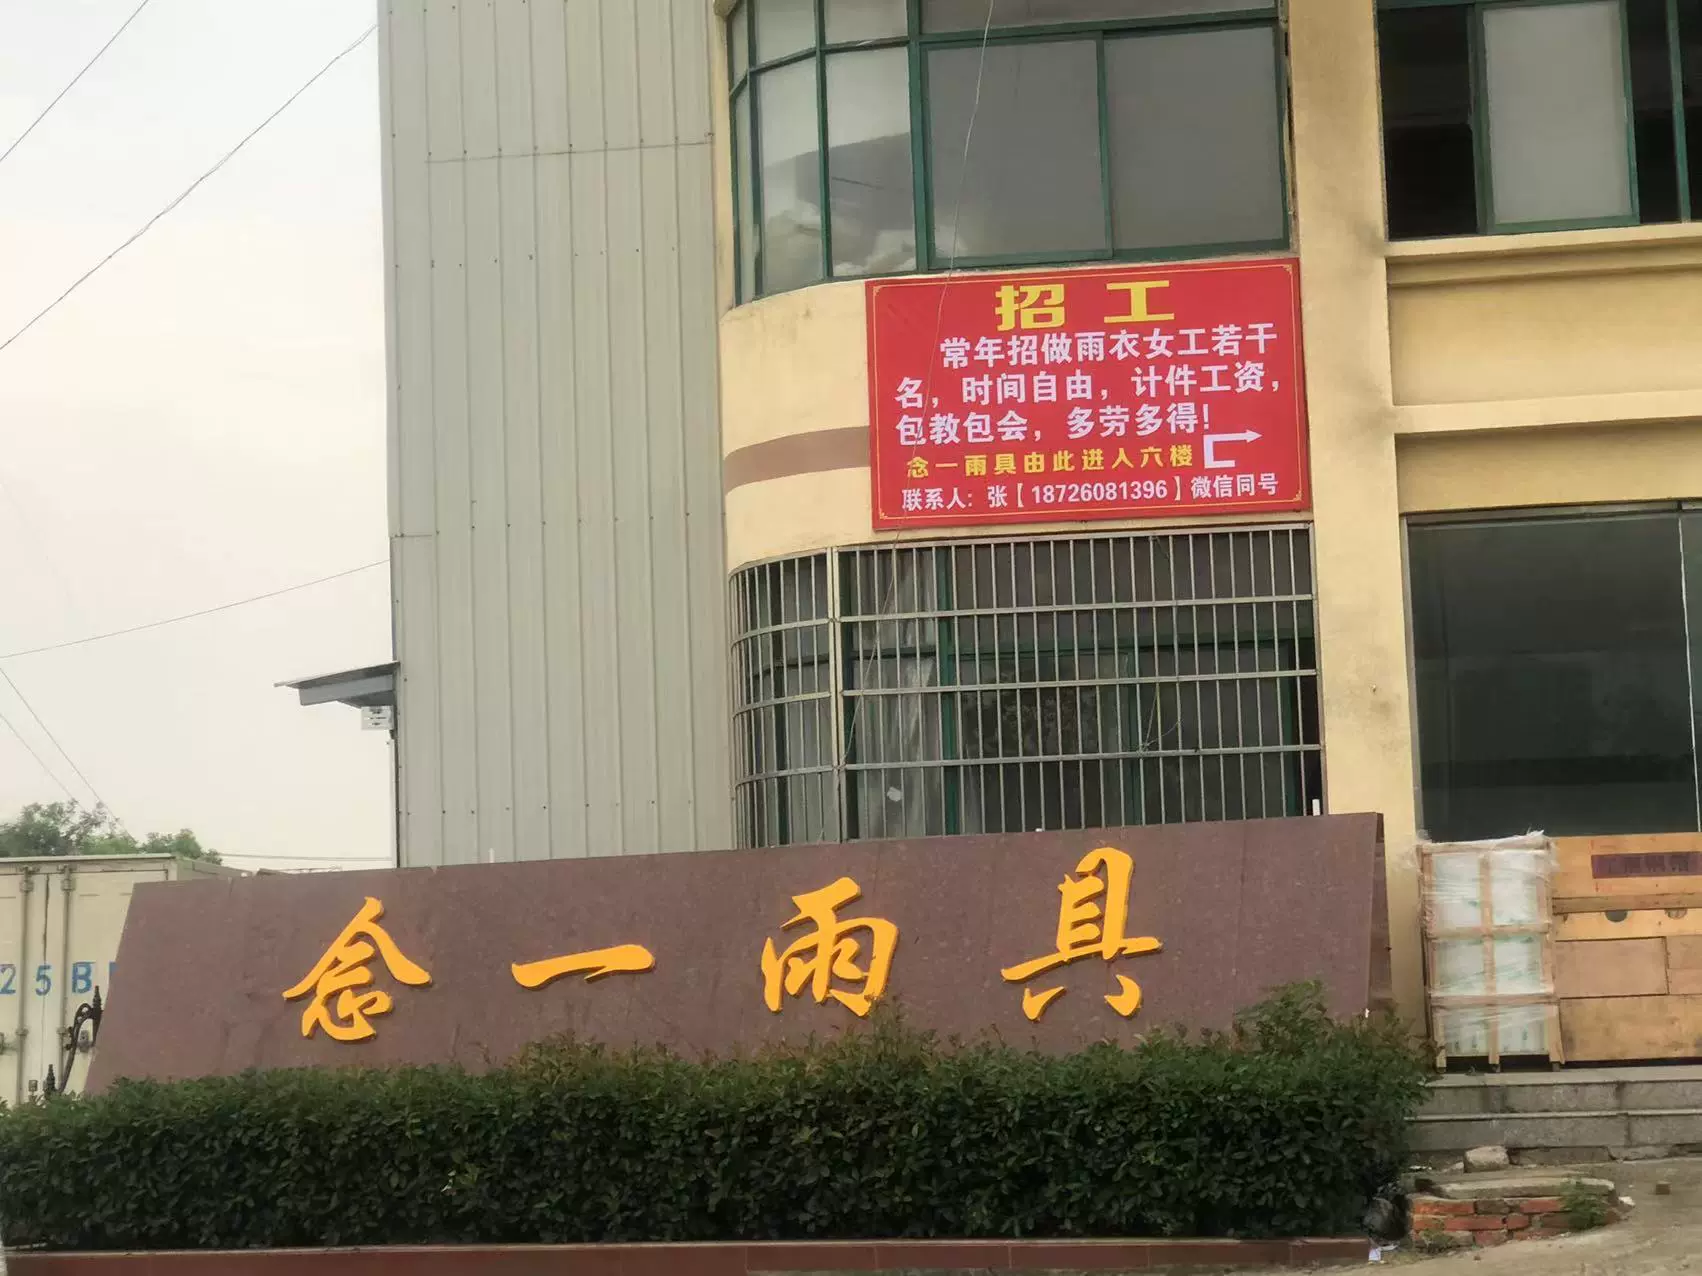 招工
常年招做雨衣女工若干
名，时间自由，计件工资，
包教包会，多劳多得！
念一雨具由此进入六楼
联系人：张【18726081396】微信同号
念一雨具
25B